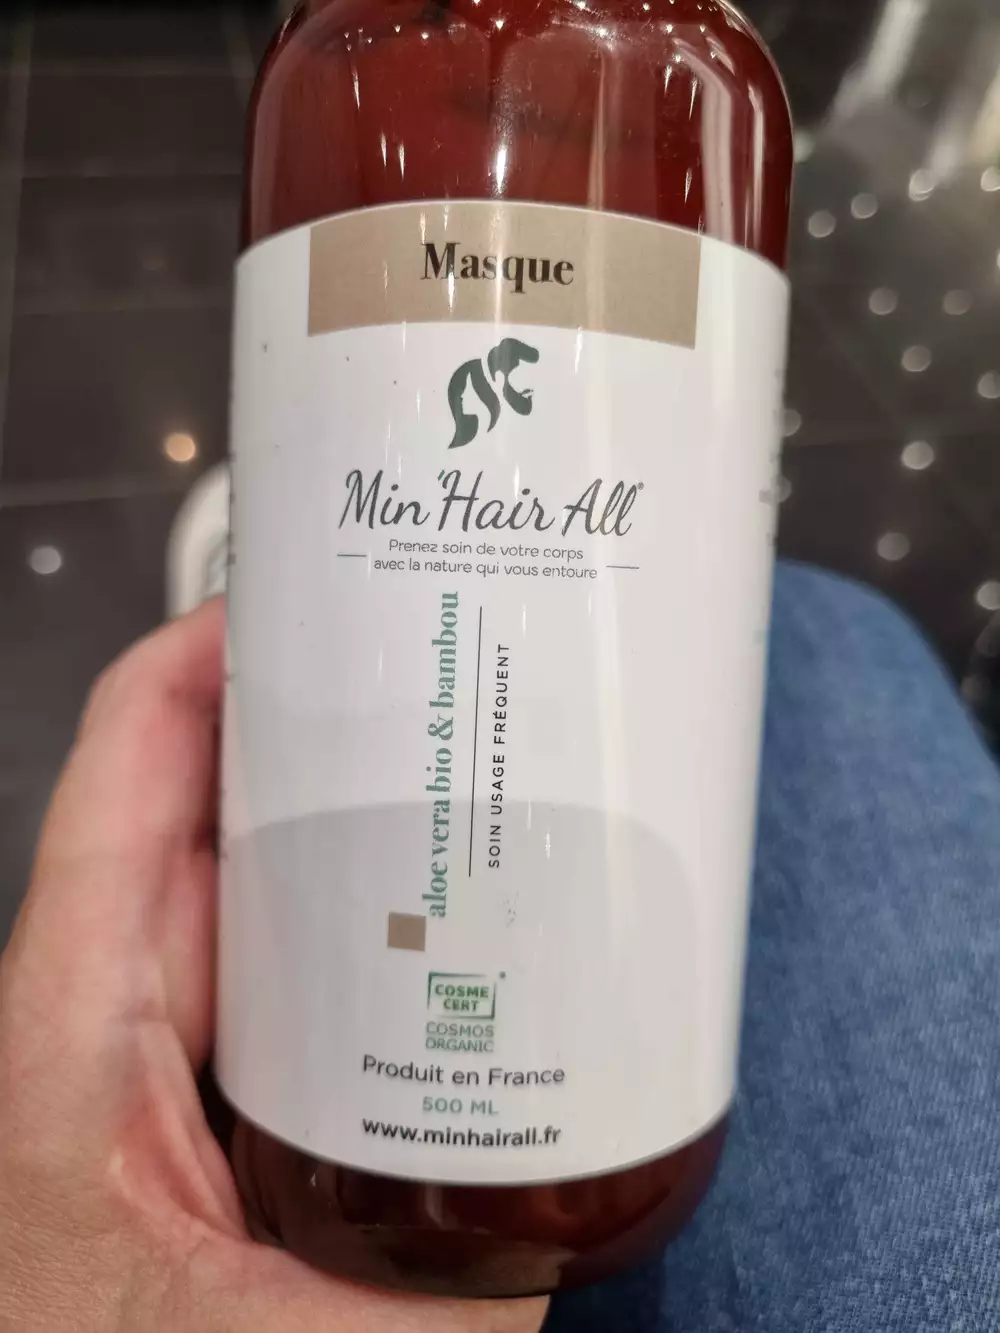 Masque
Min'Hair All®
Prenez soin de votre corps
avec la nature qui vous entoure
aloe vera bio & bambou
SOIN USAGE FRÉQUENT
COSME
CERT
COSMOS
ORGANIC
Produit en France
500 ML
www.minhairall.fr